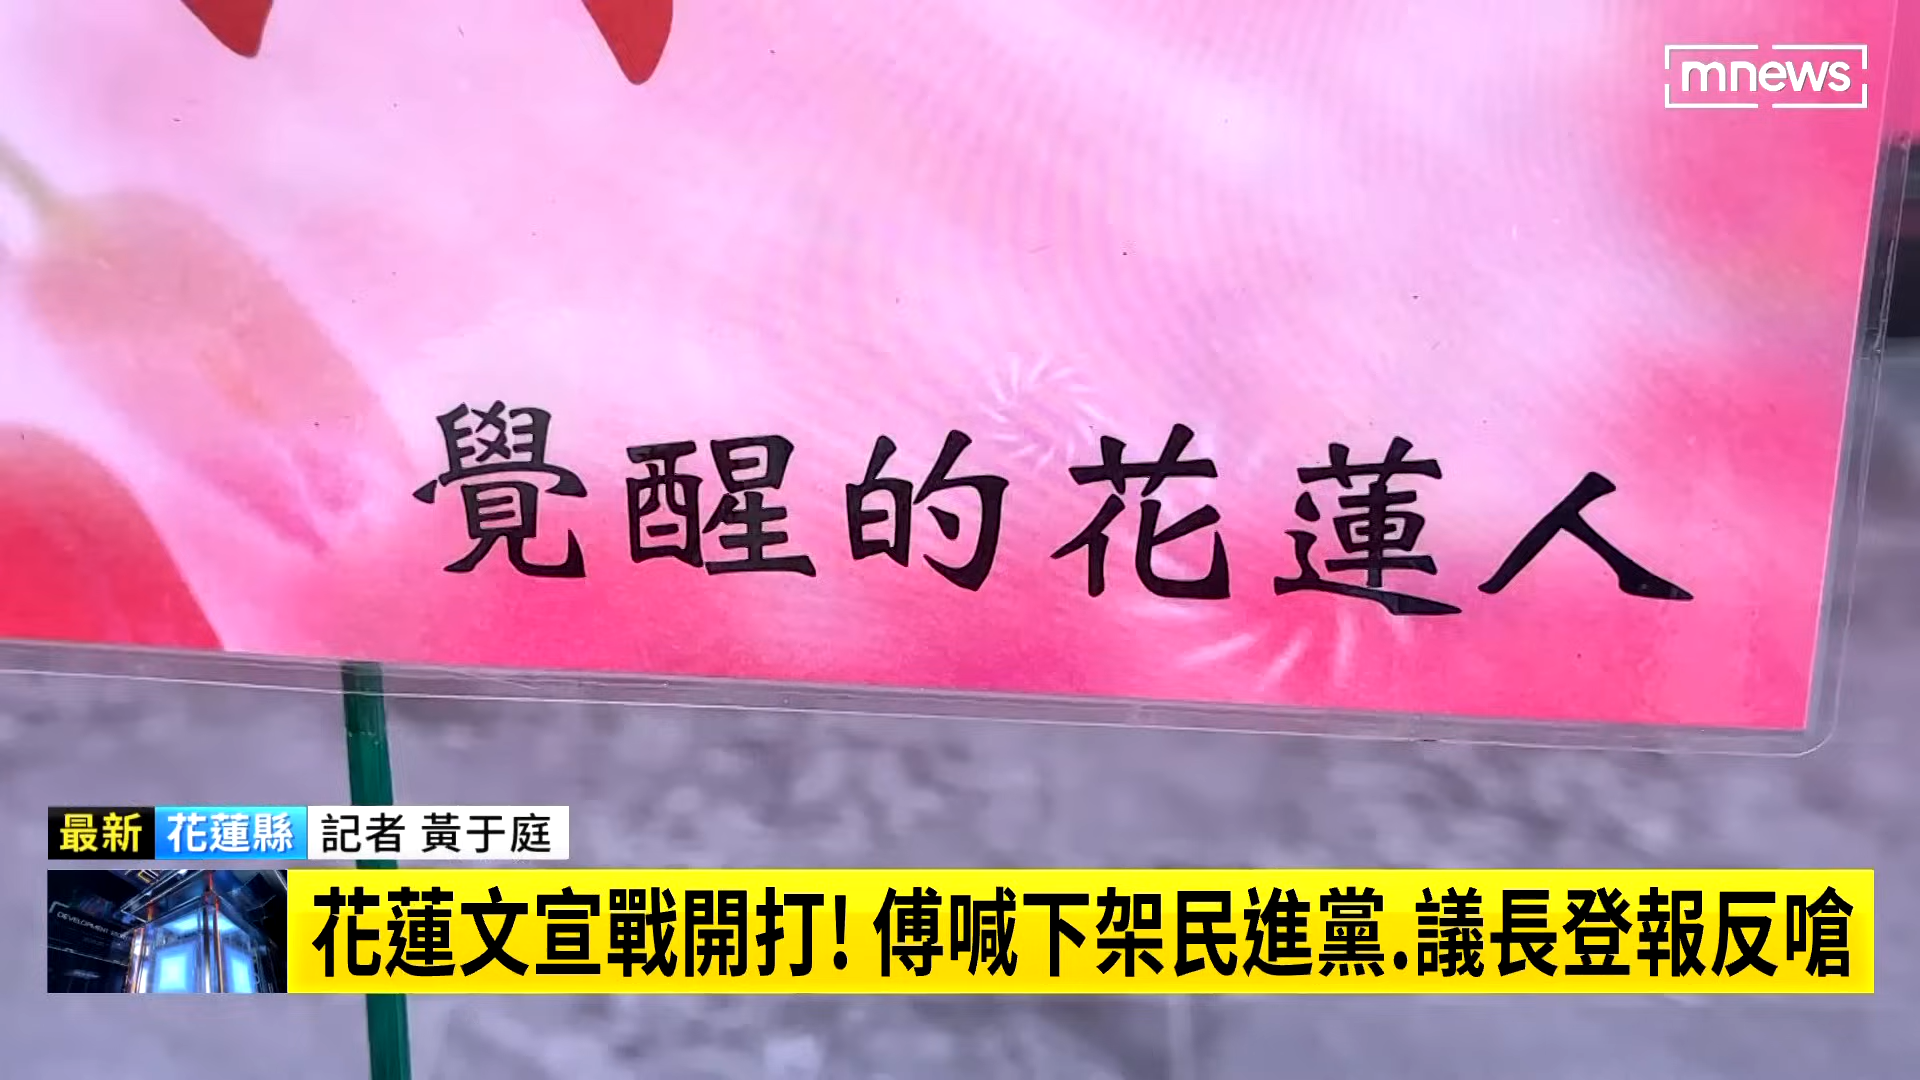 mnews
覺醒的花蓮人
最新 花蓮縣 記者 黃于庭
花蓮文宣戰開打! 傅喊下架民進黨.議長登報反嗆